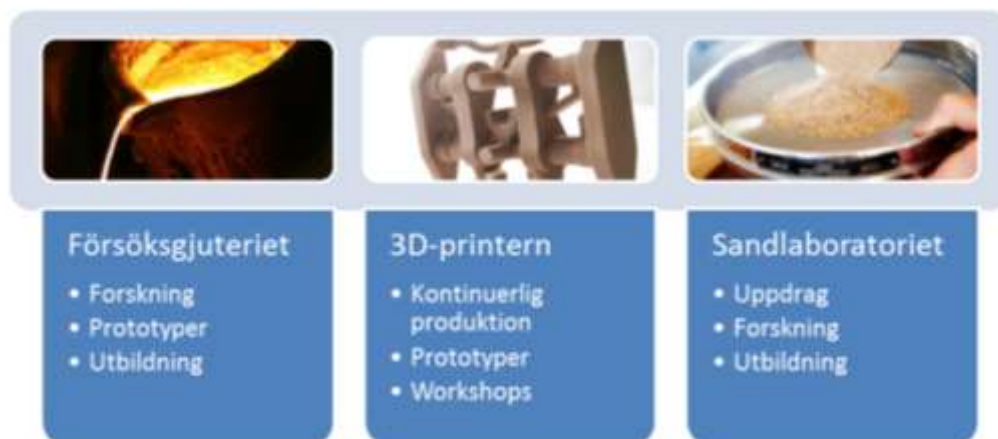 Försöksgjuteriet
• Forskning
• Prototyper
• Utbildning
3D-printern
• Kontinuerlig
produktion
• Prototyper
• Workshops
Sandlaboratoriet
• Uppdrag
• Forskning
• Utbildning